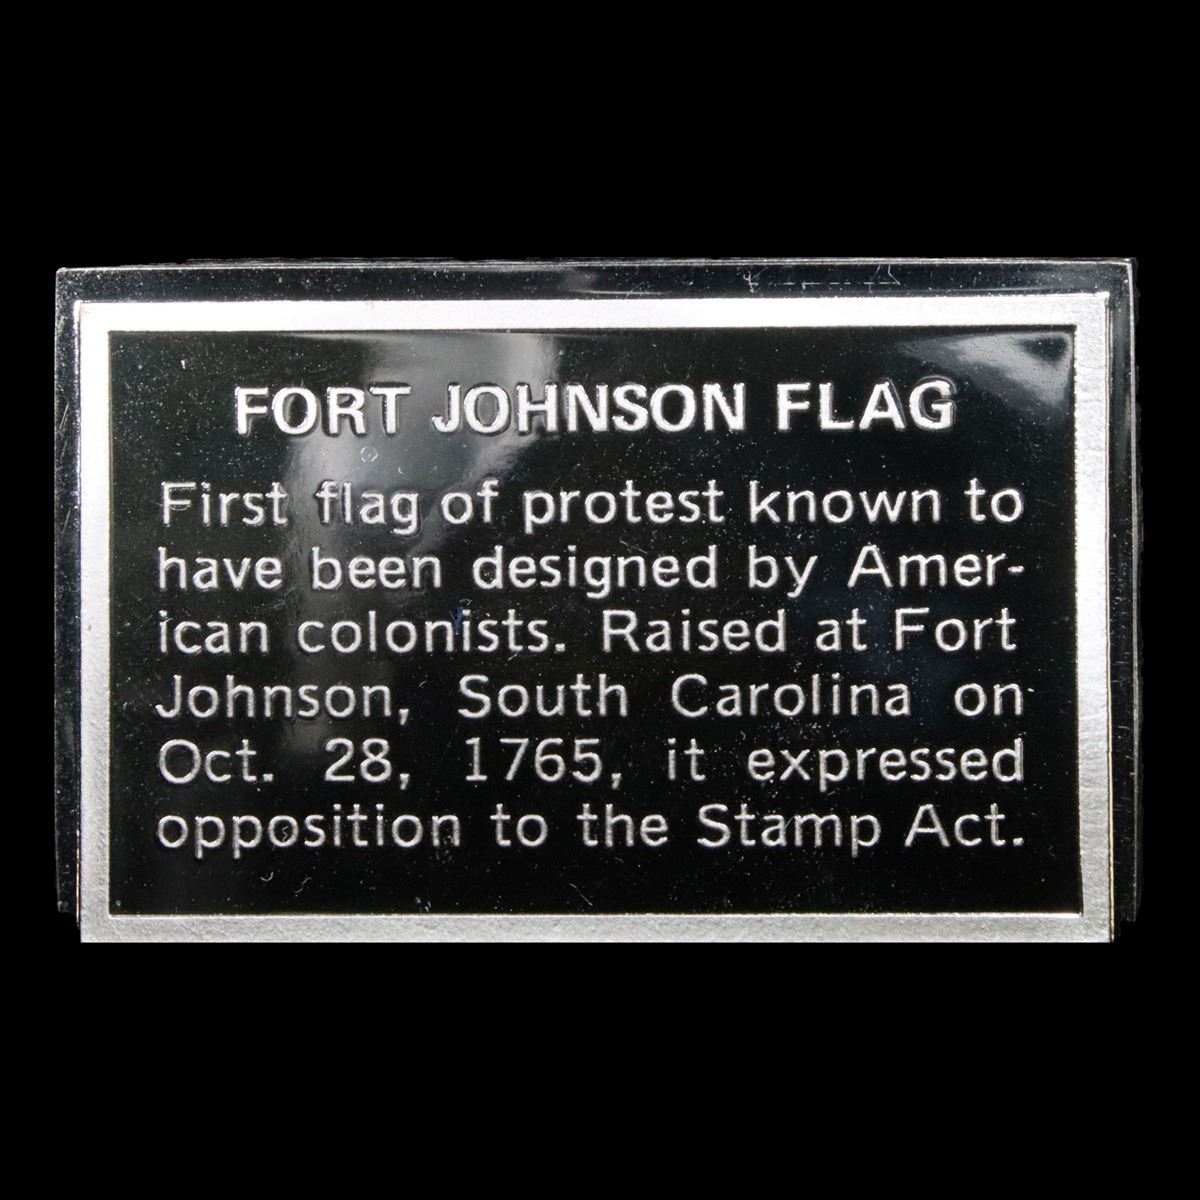 FORT JOHNSON FLAG
First flag of protest known to
have been designed by Amer-
ican colonists. Raised at Fort
Johnson, South Carolina on
Oct. 28, 1765, it expressed
opposition to the Stamp Act.